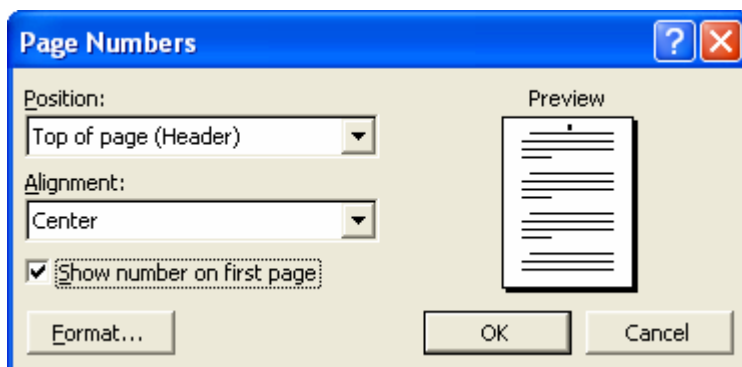 Page Numbers
Position:
Preview
Top of page (Header)
Alignment:
Center
Show number on first page
Format...
OK
Cancel